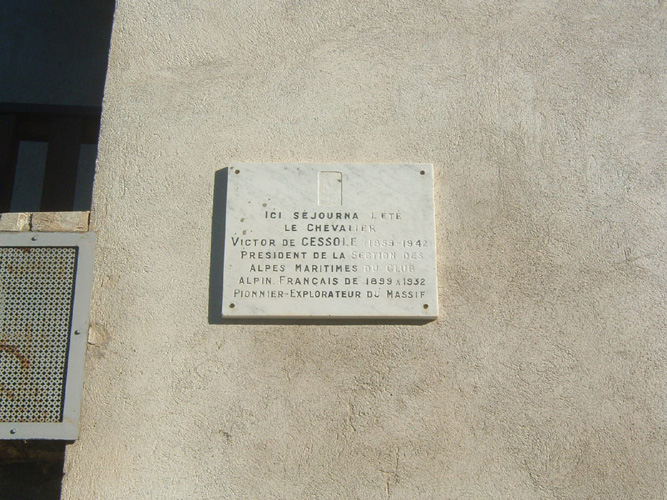 ICI SÉJOURNA L'ETE
LE CHEVALIER
VICTOR DE CESSOLE (1859-1942
PRESIDENT DE LA SECTION DES
ALPES MARITIMES DU CLUB
ALPIN FRANÇAIS DE 1899 A 1932
PIONNIER-EXPLORATEUR DU MASSIF